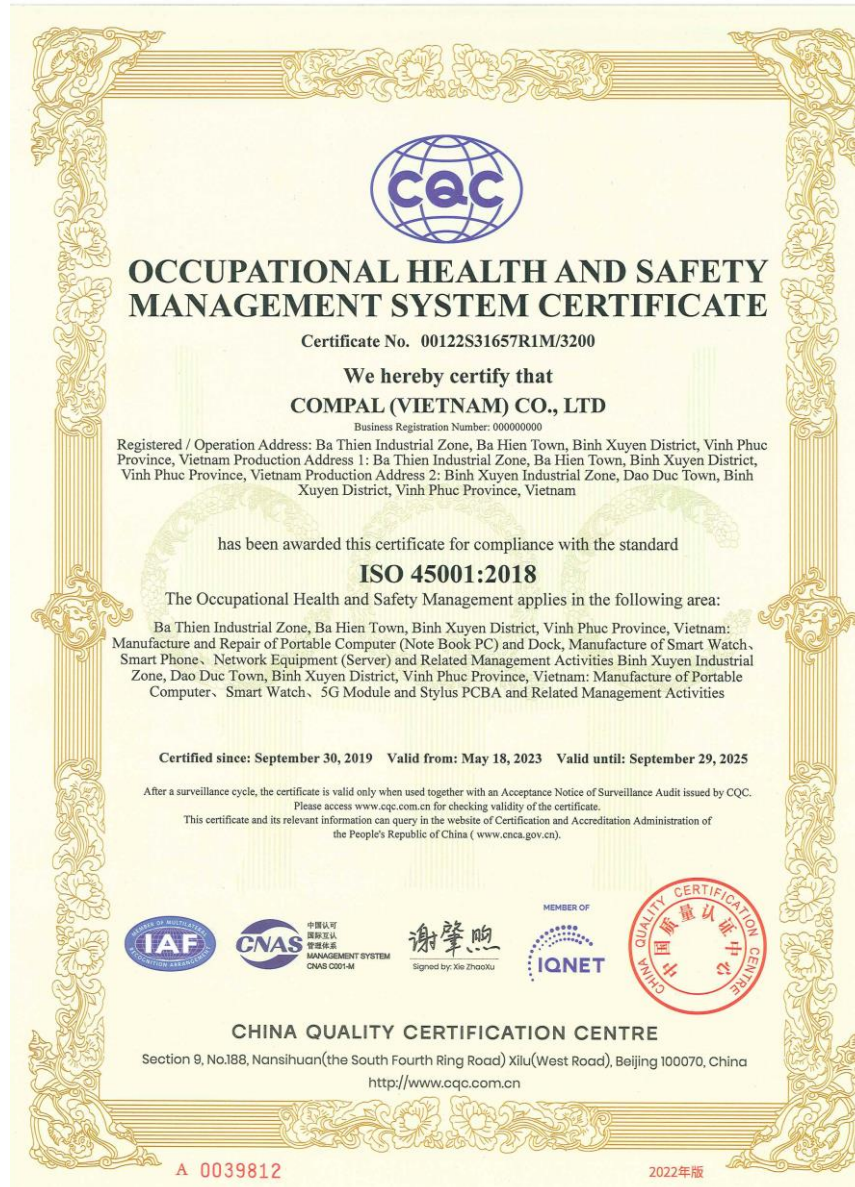 CQC
OCCUPATIONAL HEALTH AND SAFETY
MANAGEMENT SYSTEM CERTIFICATE
Certificate No. 00122S31657R1M/3200
We hereby certify that
COMPAL (VIETNAM) CO., LTD
Business Registration Number: 000000000
Registered / Operation Address: Ba Thien Industrial Zone, Ba Hien Town, Binh Xuyen District, Vinh Phuc
Province, Vietnam Production Address 1: Ba Thien Industrial Zone, Ba Hien Town, Binh Xuyen District,
Vinh Phuc Province, Vietnam Production Address 2: Binh Xuyen Industrial Zone, Dao Duc Town, Binh
Xuyen District, Vinh Phuc Province, Vietnam
has been awarded this certificate for compliance with the standard
ISO 45001:2018
The Occupational Health and Safety Management applies in the following area:
Ba Thien Industrial Zone, Ba Hien Town, Binh Xuyen District, Vinh Phuc Province, Vietnam:
Manufacture and Repair of Portable Computer (Note Book PC) and Dock, Manufacture of Smart Watch、
Smart Phone、Network Equipment (Server) and Related Management Activities Binh Xuyen Industrial
Zone, Dao Duc Town, Binh Xuyen District, Vinh Phuc Province, Vietnam: Manufacture of Portable
Computer、Smart Watch、5G Module and Stylus PCBA and Related Management Activities
Certified since: September 30, 2019 Valid from: May 18, 2023 Valid until: September 29, 2025
After a surveillance cycle, the certificate is valid only when used together with an Acceptance Notice of Surveillance Audit issued by CQC.
Please access www.cqc.com.cn for checking validity of the certificate.
This certificate and its relevant information can query in the website of Certification and Accreditation Administration of
the People's Republic of China ( www.cnca.gov.cn).
MEMBER OF MULTILATERAL
IAF
RECOGNITION ARRANGEMENT
CNAS
中国认可
国际互认
管理体系
MANAGEMENT SYSTEM
CNAS C001-M
谢肇煦
Signed by: Xie ZhaoXu
MEMBER OF
IQNET
CHINA QUALITY CERTIFICATION CENTRE
中国质量认证中心
CHINA QUALITY CERTIFICATION CENTRE
Section 9, No.188, Nansihuan(the South Fourth Ring Road) Xilu(West Road), Beijing 100070, China
http://www.cqc.com.cn
A 0039812
2022年版